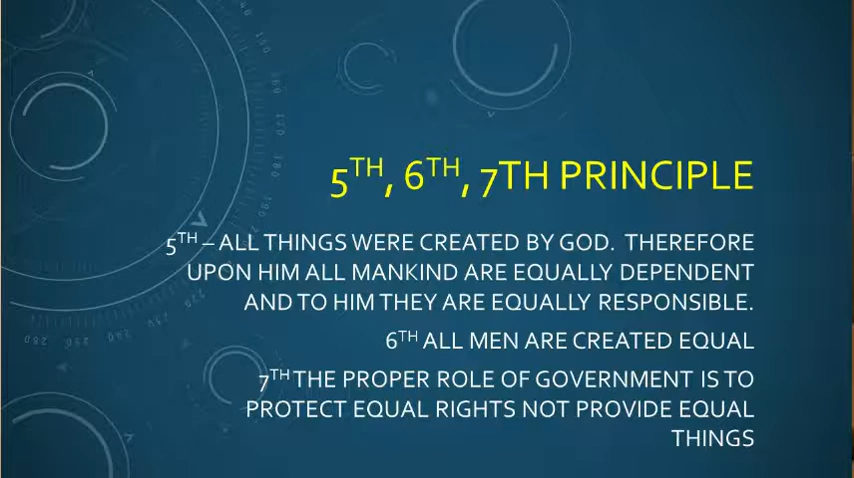 5TH, 6TH, 7TH PRINCIPLE
5TH – ALL THINGS WERE CREATED BY GOD. THEREFORE
UPON HIM ALL MANKIND ARE EQUALLY DEPENDENT
AND TO HIM THEY ARE EQUALLY RESPONSIBLE.
6TH ALL MEN ARE CREATED EQUAL
7TH THE PROPER ROLE OF GOVERNMENT IS TO
PROTECT EQUAL RIGHTS NOT PROVIDE EQUAL
THINGS